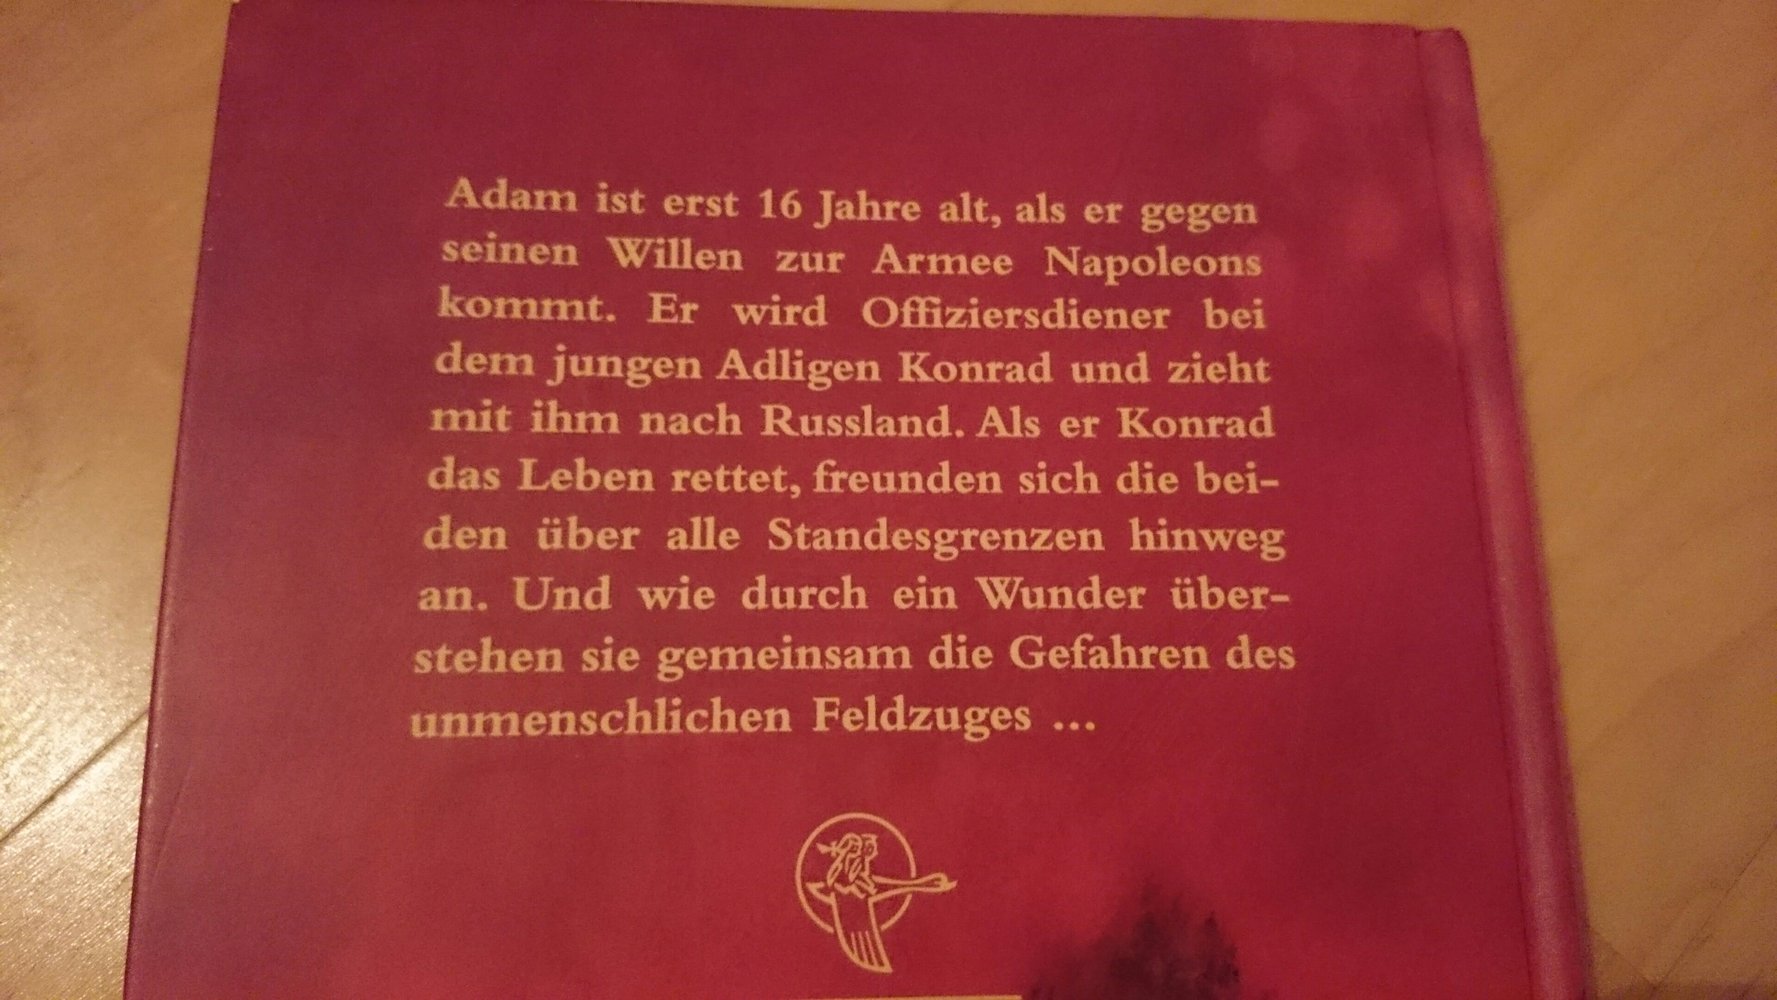 Adam ist erst 16 Jahre alt, als er gegen
seinen Willen zur Armee Napoleons
kommt. Er wird Offiziersdiener bei
dem jungen Adligen Konrad und zieht
mit ihm nach Russland. Als er Konrad
das Leben rettet, freunden sich die bei-
den über alle Standesgrenzen hinweg
an. Und wie durch ein Wunder über-
stehen sie gemeinsam die Gefahren des
unmenschlichen Feldzuges ...